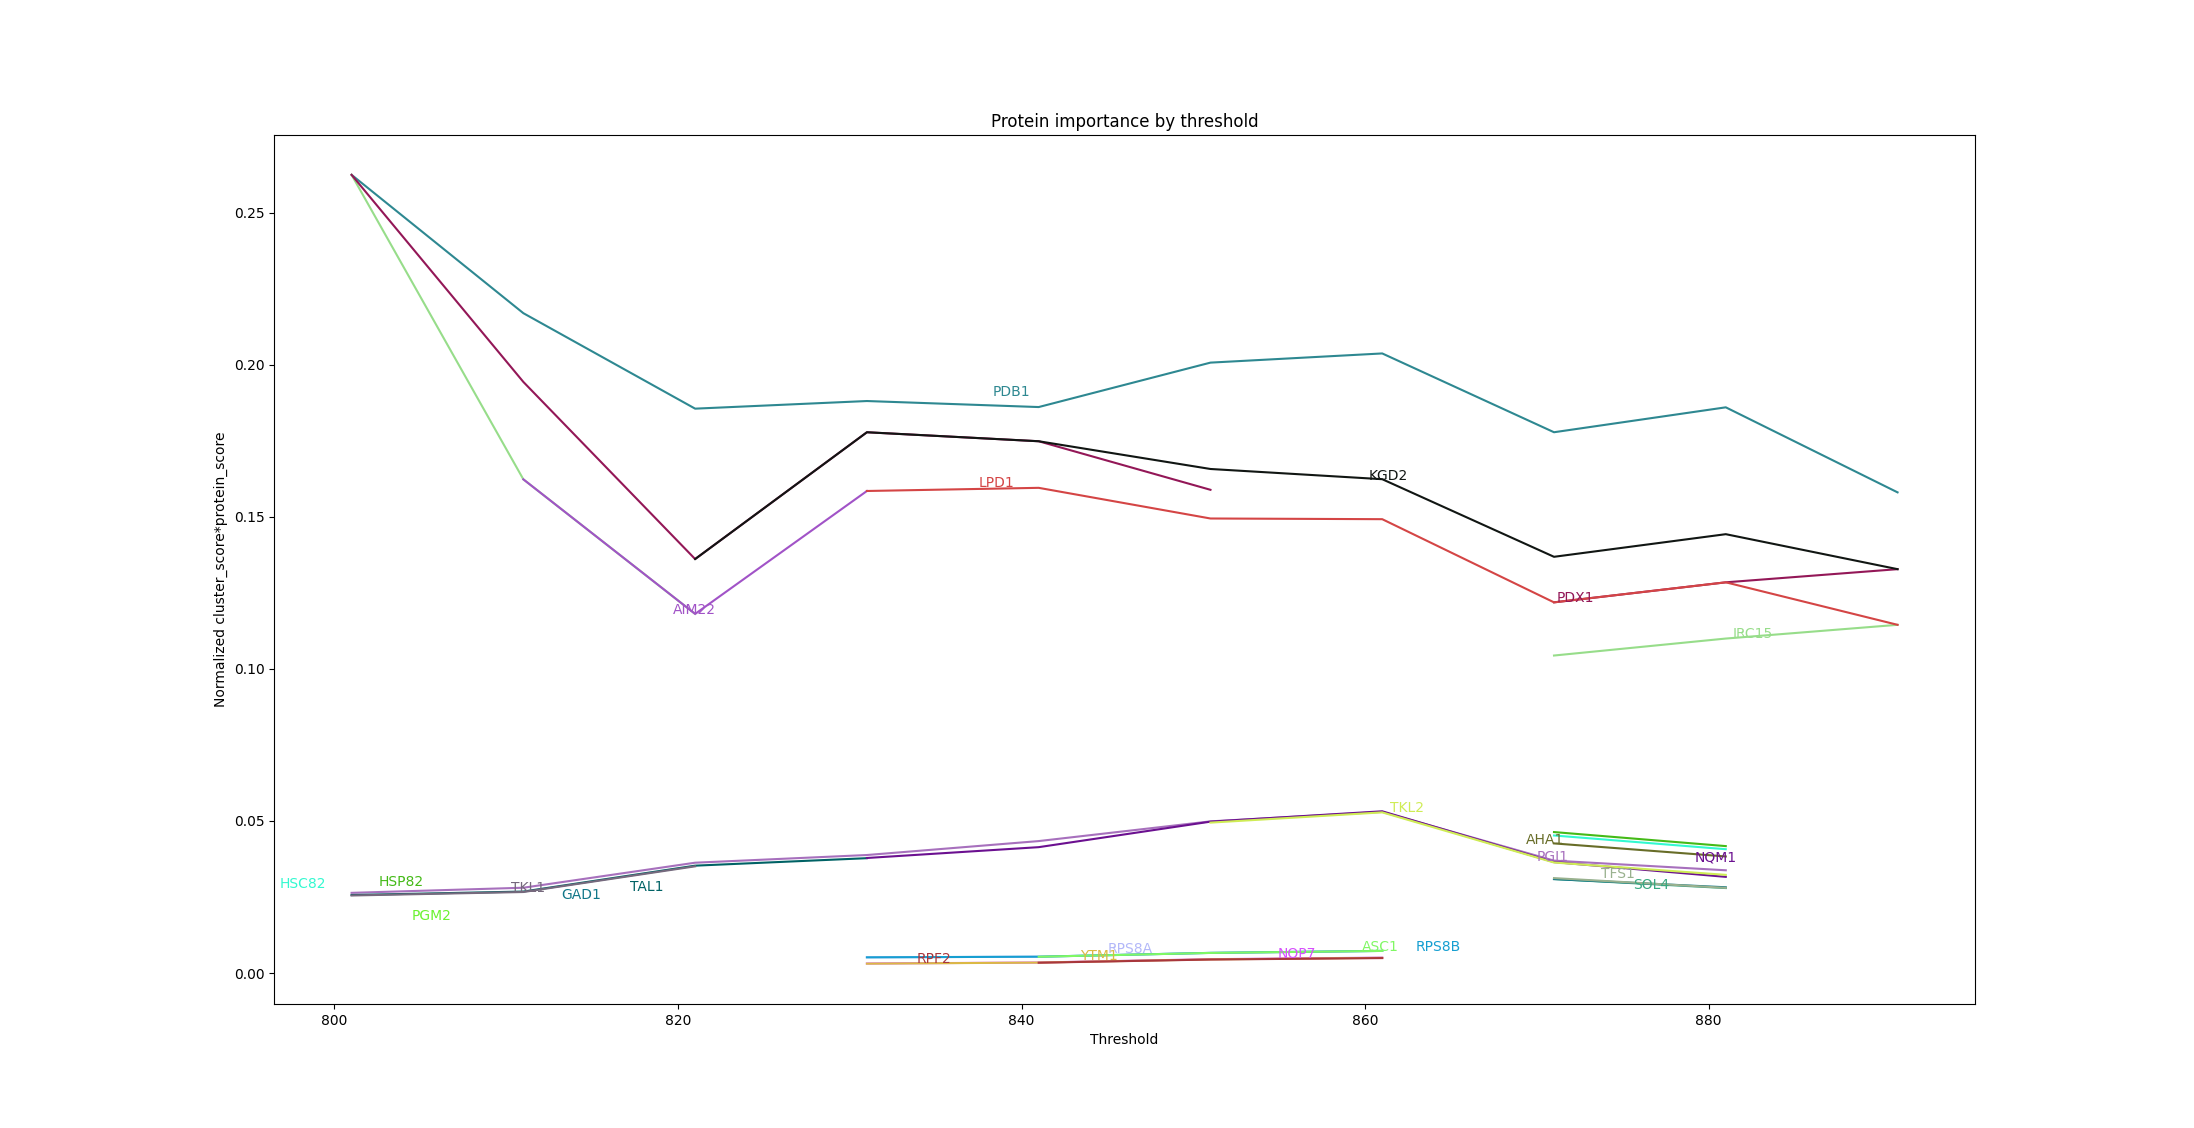 Protein importance by threshold
Normalized cluster_score*protein_score
0.25
0.20
0.15
0.10
0.05
0.00
PDB1
KGD2
LPD1
PDX1
AIM22
IRC15
TKL2
AHA1
PGI1
NQM1
TFS1
SOL4
HSC82
HSP82
TKL1
GAD1
TAL1
PGM2
RPF2
YTM1
RPS8A
NOP7
ASC1
RPS8B
800
820
840
860
880
Threshold